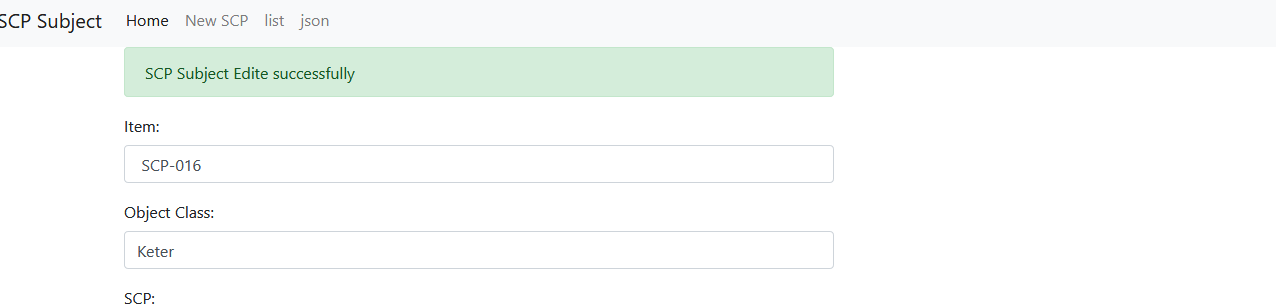 SCP Subject Home New SCP list json
SCP Subject Edite successfully
Item:
SCP-016
Object Class:
Keter
SCP: